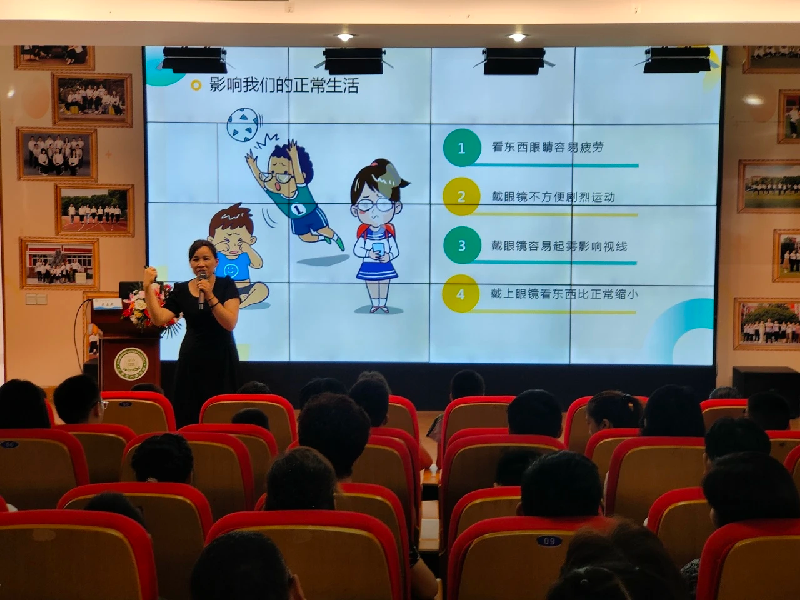 影响我们的正常生活
1 看东西眼睛容易疲劳
2 戴眼镜不方便剧烈运动
3 戴眼镜容易起雾影响视线
4 戴上眼镜看东西比正常缩小
1
09